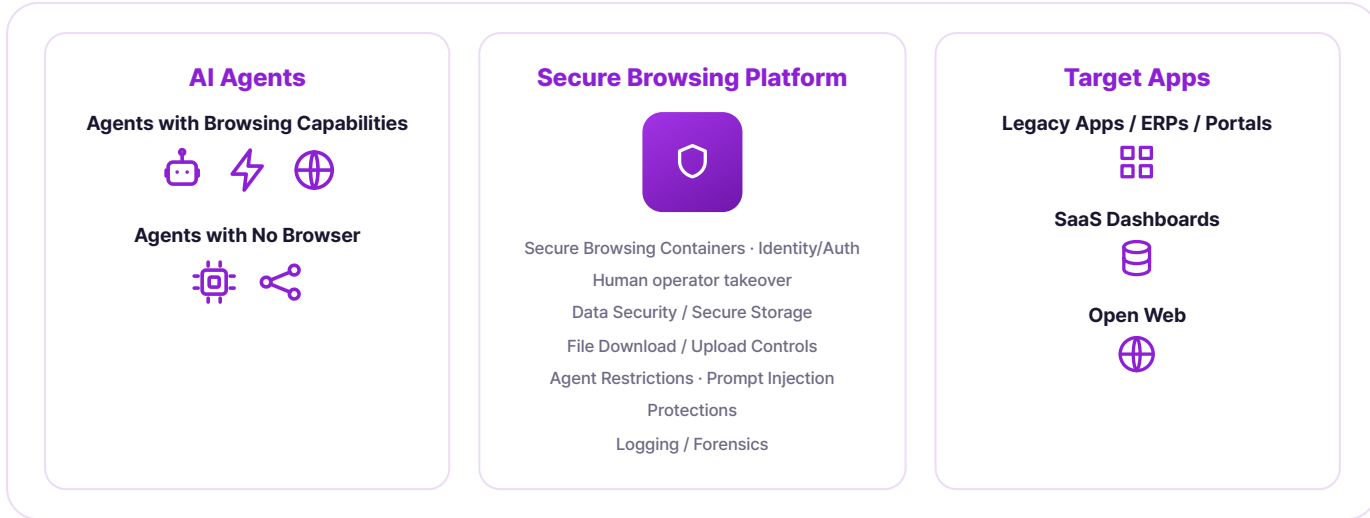 AI Agents
Agents with Browsing Capabilities
Agents with No Browser
Secure Browsing Platform
Secure Browsing Containers · Identity/Auth
Human operator takeover
Data Security / Secure Storage
File Download / Upload Controls
Agent Restrictions · Prompt Injection
Protections
Logging / Forensics
Target Apps
Legacy Apps / ERPs / Portals
SaaS Dashboards
Open Web